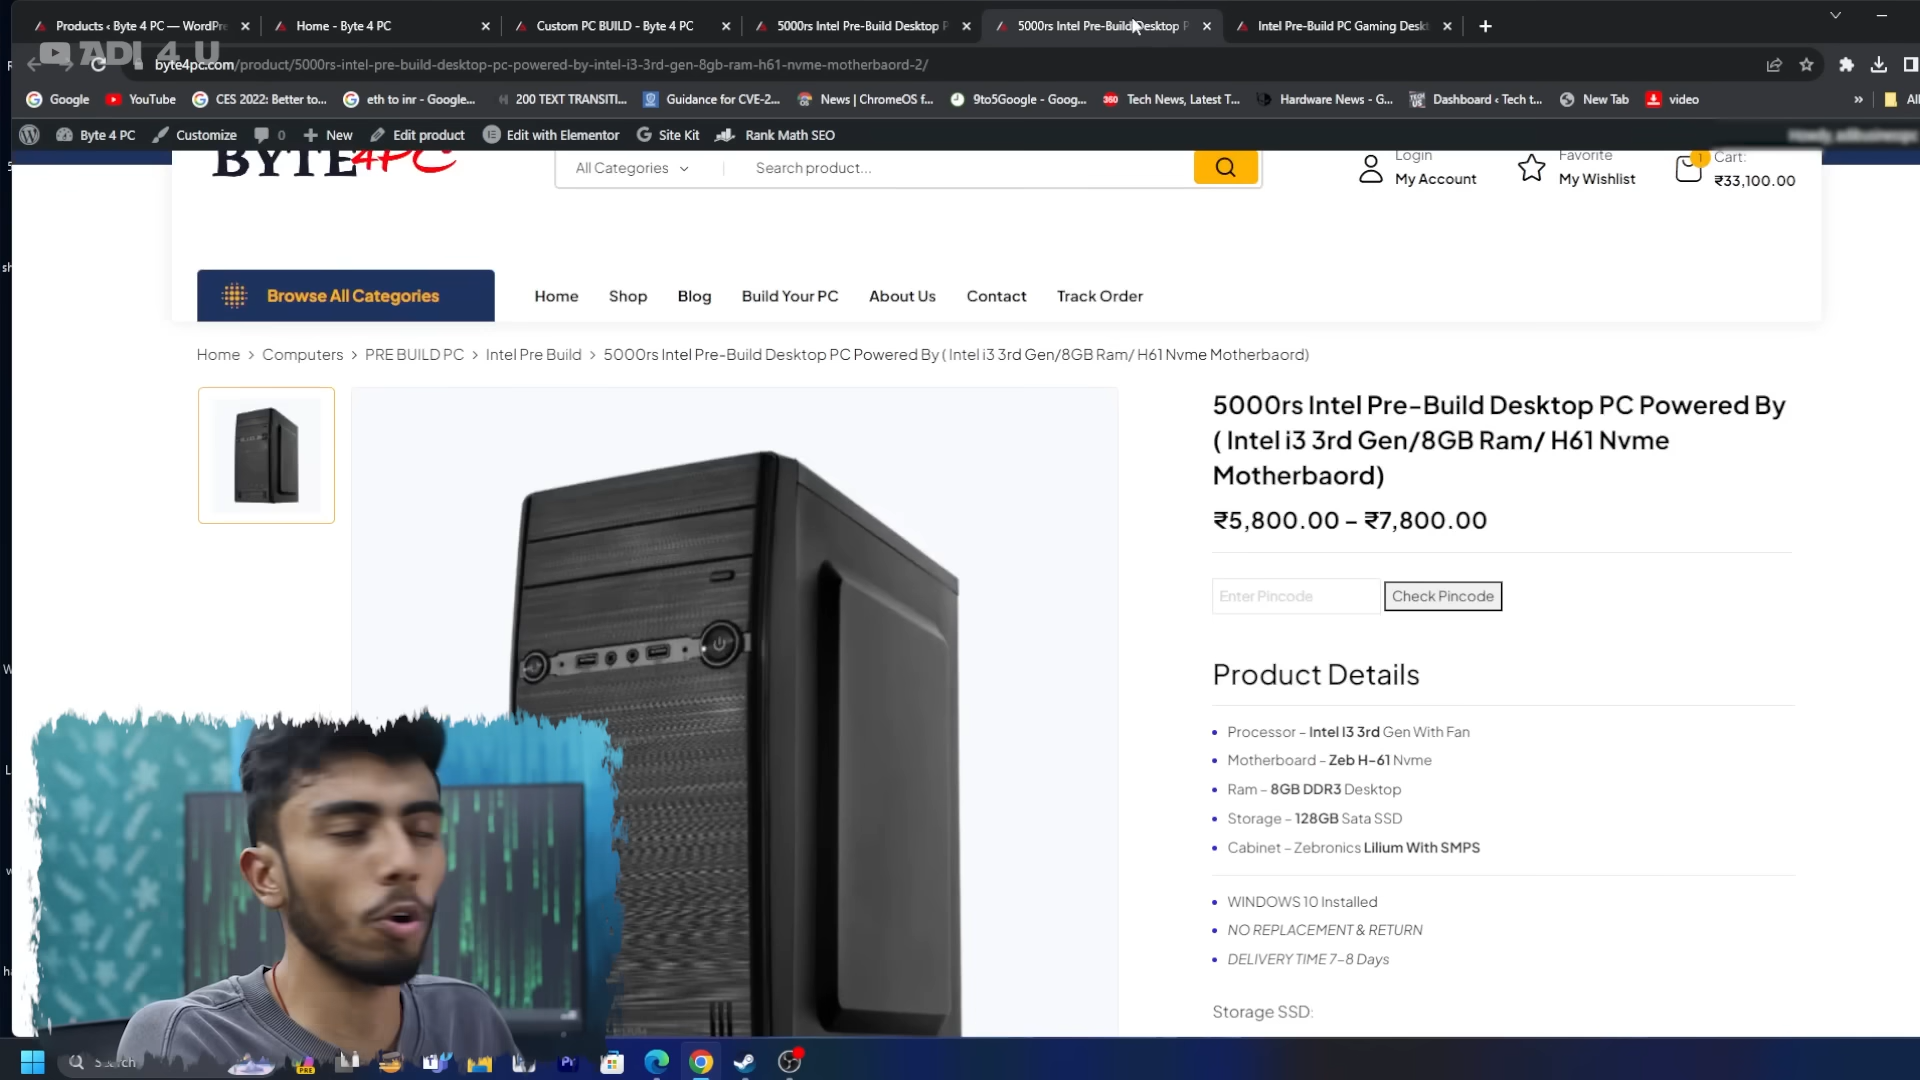 Products ‹ Byte 4 PC — WordPre
Home - Byte 4 PC
Custom PC BUILD - Byte 4 PC
5000rs Intel Pre-Build Desktop P
5000rs Intel Pre-Build Desktop P
Intel Pre-Build PC Gaming Deskt
ADI 4 U
byte4pc.com/product/5000rs-intel-pre-build-desktop-pc-powered-by-intel-i3-3rd-gen-8gb-ram-h61-nvme-motherbaord-2/
Google
YouTube
CES 2022: Better to...
eth to inr - Google...
200 TEXT TRANSITI...
Guidance for CVE-2...
News | ChromeOS f...
9to5Google - Goog...
Tech News, Latest T...
Hardware News - G...
Dashboard ‹ Tech t...
New Tab
video
»
All
Byte 4 PC
Customize
0
New
Edit product
Edit with Elementor
Site Kit
Rank Math SEO
BYTE4PC
All Categories
Search product...
Login
My Account
Favorite
My Wishlist
1
Cart:
₹33,100.00
Browse All Categories
Home
Shop
Blog
Build Your PC
About Us
Contact
Track Order
Home > Computers > PRE BUILD PC > Intel Pre Build > 5000rs Intel Pre-Build Desktop PC Powered By ( Intel i3 3rd Gen/8GB Ram/ H61 Nvme Motherbaord)
5000rs Intel Pre-Build Desktop PC Powered By
( Intel i3 3rd Gen/8GB Ram/ H61 Nvme
Motherbaord)
₹5,800.00 – ₹7,800.00
Enter Pincode
Check Pincode
Product Details
Processor – Intel I3 3rd Gen With Fan
Motherboard – Zeb H-61 Nvme
Ram – 8GB DDR3 Desktop
Storage – 128GB Sata SSD
Cabinet – Zebronics Lilium With SMPS
WINDOWS 10 Installed
NO REPLACEMENT & RETURN
DELIVERY TIME 7-8 Days
Storage SSD:
Search
PRE
Pr